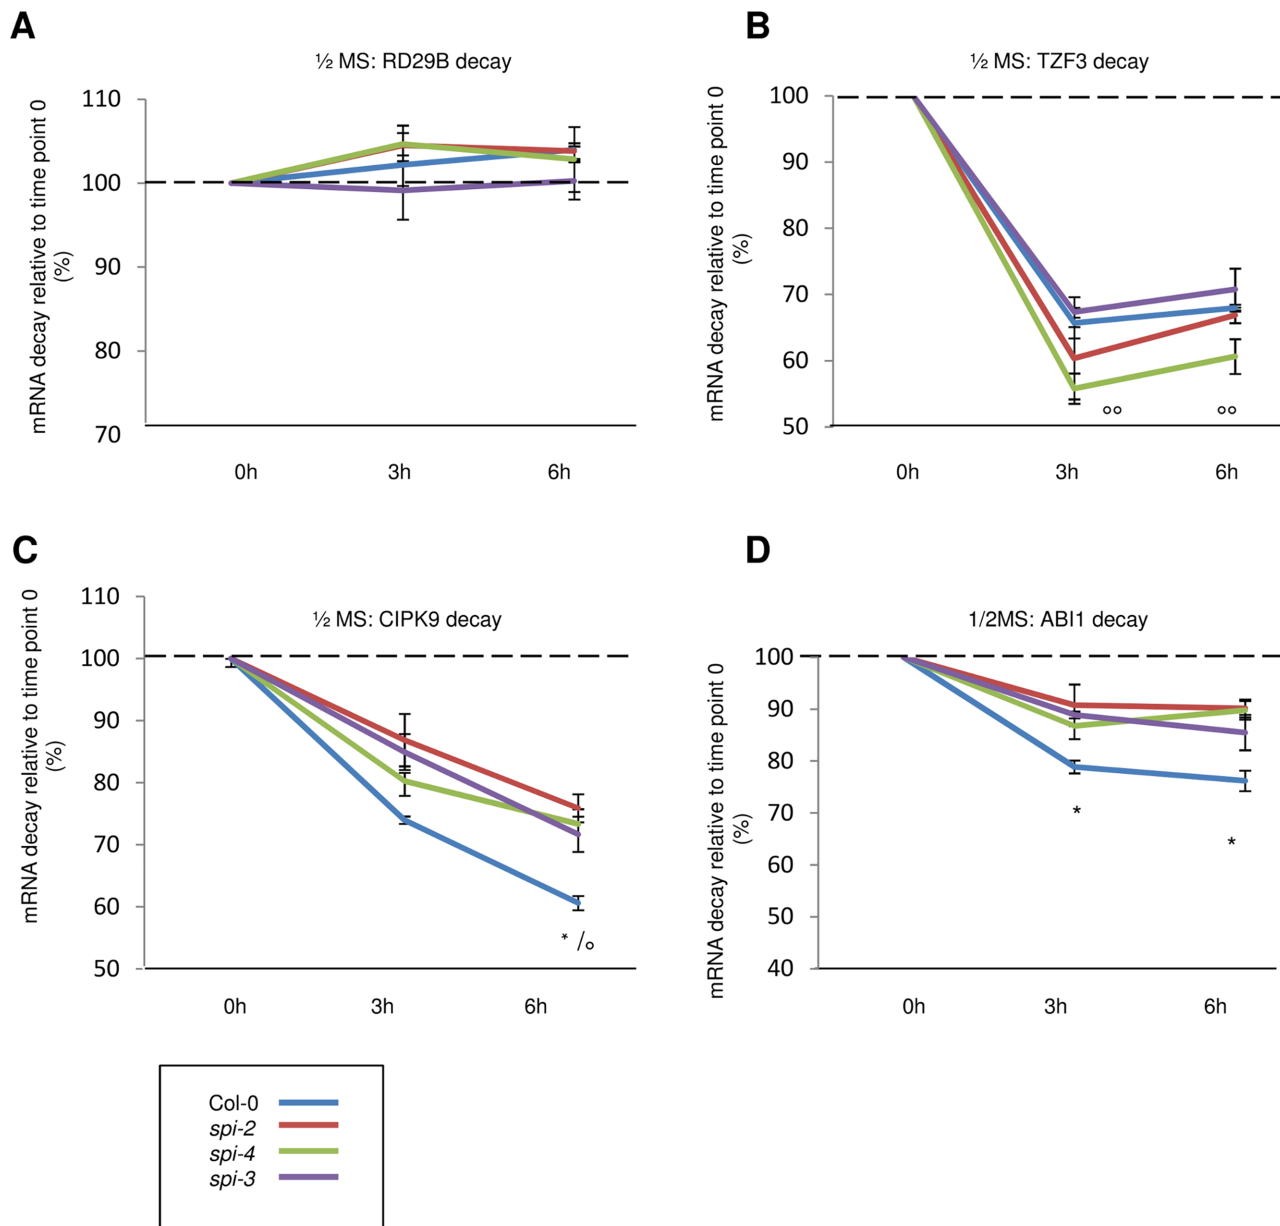 A
½ MS: RD29B decay
mRNA decay relative to time point 0
(%)
110
100
90
80
70
0h 3h 6h
B
½ MS: TZF3 decay
mRNA decay relative to time point 0
(%)
100
90
80
70
60
50
°° °°
0h 3h 6h
C
½ MS: CIPK9 decay
mRNA decay relative to time point 0
(%)
110
100
90
80
70
60
50
* /°
0h 3h 6h
D
1/2MS: ABI1 decay
mRNA decay relative to time point 0
(%)
100
90
80
70
60
50
40
*
*
0h 3h 6h
Col-0
spi-2
spi-4
spi-3